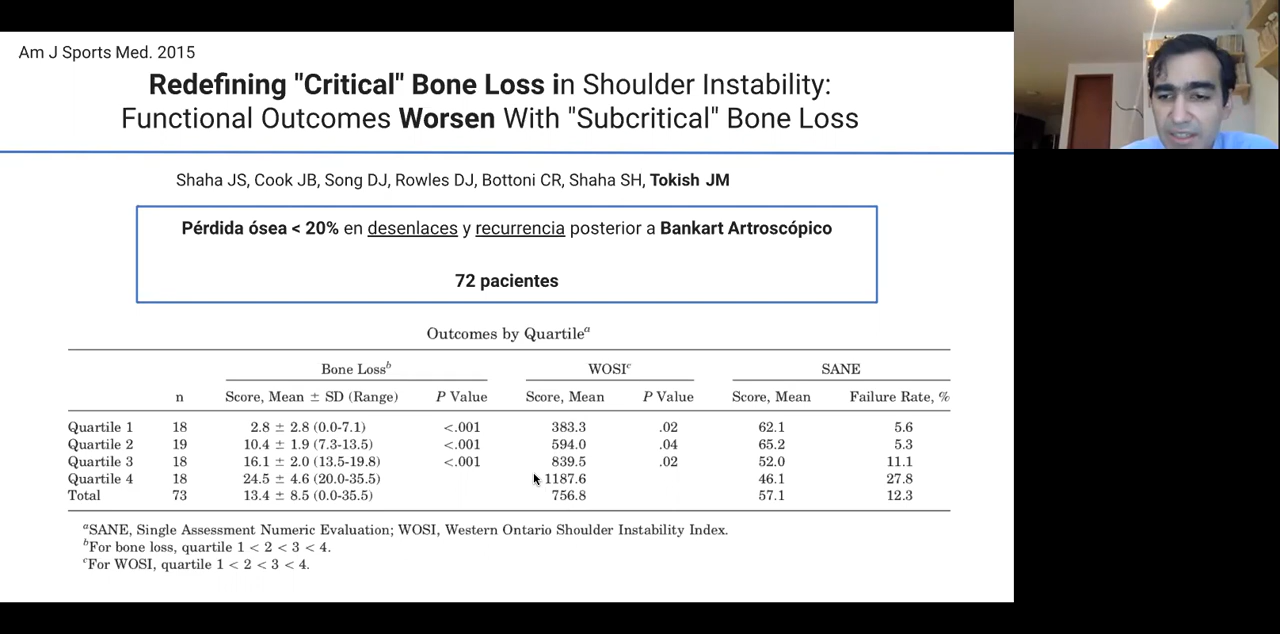 Am J Sports Med. 2015
Redefining "Critical" Bone Loss in Shoulder Instability:
Functional Outcomes Worsen With "Subcritical" Bone Loss
Shaha JS, Cook JB, Song DJ, Rowles DJ, Bottoni CR, Shaha SH, Tokish JM
Pérdida ósea < 20% en desenlaces y recurrencia posterior a Bankart Artroscópico
72 pacientes
Outcomes by Quartile^a
Bone Loss^b WOSI^c SANE
n Score, Mean ± SD (Range) P Value Score, Mean P Value Score, Mean Failure Rate, %
Quartile 1 18 2.8 ± 2.8 (0.0-7.1) <.001 383.3 .02 62.1 5.6
Quartile 2 19 10.4 ± 1.9 (7.3-13.5) <.001 594.0 .04 65.2 5.3
Quartile 3 18 16.1 ± 2.0 (13.5-19.8) <.001 839.5 .02 52.0 11.1
Quartile 4 18 24.5 ± 4.6 (20.0-35.5) 1187.6 46.1 27.8
Total 73 13.4 ± 8.5 (0.0-35.5) 756.8 57.1 12.3
^aSANE, Single Assessment Numeric Evaluation; WOSI, Western Ontario Shoulder Instability Index.
^bFor bone loss, quartile 1 < 2 < 3 < 4.
^cFor WOSI, quartile 1 < 2 < 3 < 4.